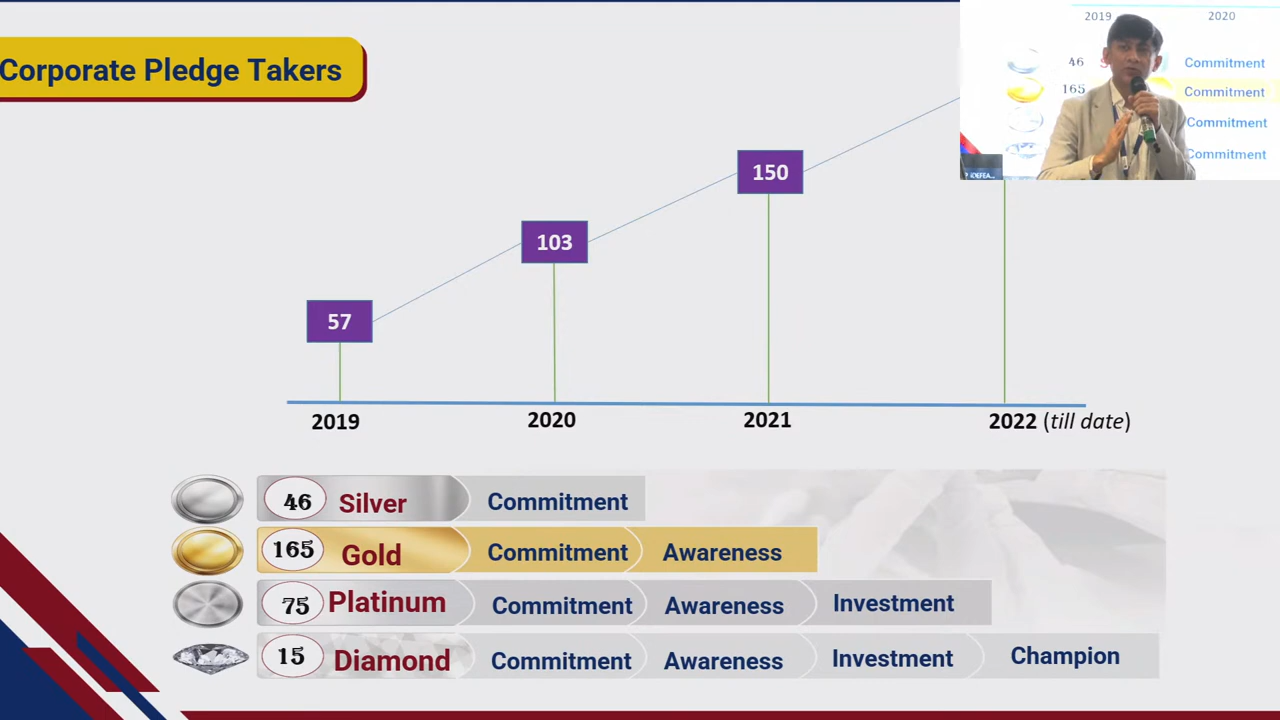 Corporate Pledge Takers
2019 2020
46 Commitment
165 Commitment
Commitment
Commitment
150
103
57
2019 2020 2021 2022 (till date)
46 Silver Commitment
165 Gold Commitment Awareness
75 Platinum Commitment Awareness Investment
15 Diamond Commitment Awareness Investment Champion